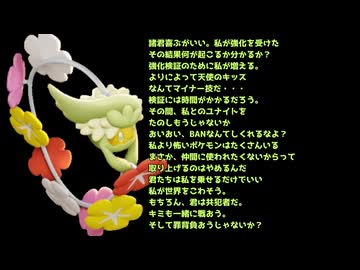 諸君喜ぶがいい。私が強化を受けた
その結果何が起こるか分かるか？
強化検証のために私が増える。
よりによって天使のキッス
なんてマイナー技だ・・・
検証には時間がかかるだろう。
その間、私とのユナイトを
たのしもうじゃないか
おいおい、BANなんてしてくれるなよ？
私より怖いポケモンはたくさんいる
まさか、仲間に使われたくないからって
取り上げるのはやめるんだ
君たちは私を乗せるだけでいい
私が世界をこわそう。
もちろん、君は共犯者だ。
キミも一緒に戦おう。
そして罪背負おうじゃないか？